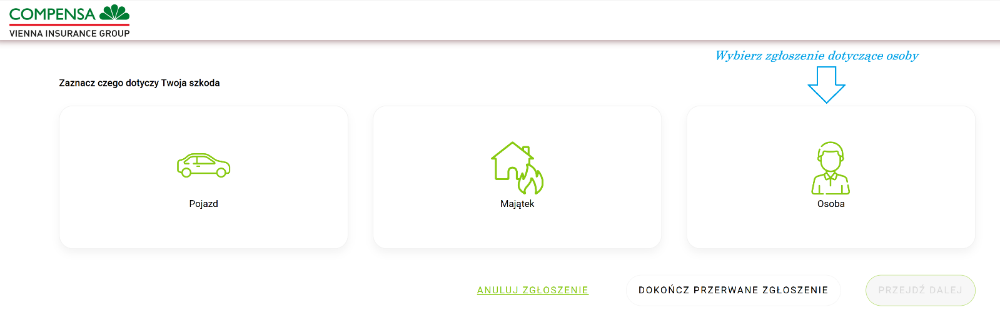 COMPENSA
VIENNA INSURANCE GROUP
Wybierz zgłoszenie dotyczące osoby
Zaznacz czego dotyczy Twoja szkoda
Pojazd
Majątek
Osoba
ANULUJ ZGŁOSZENIE
DOKOŃCZ PRZERWANE ZGŁOSZENIE
PRZEJDŹ DALEJ